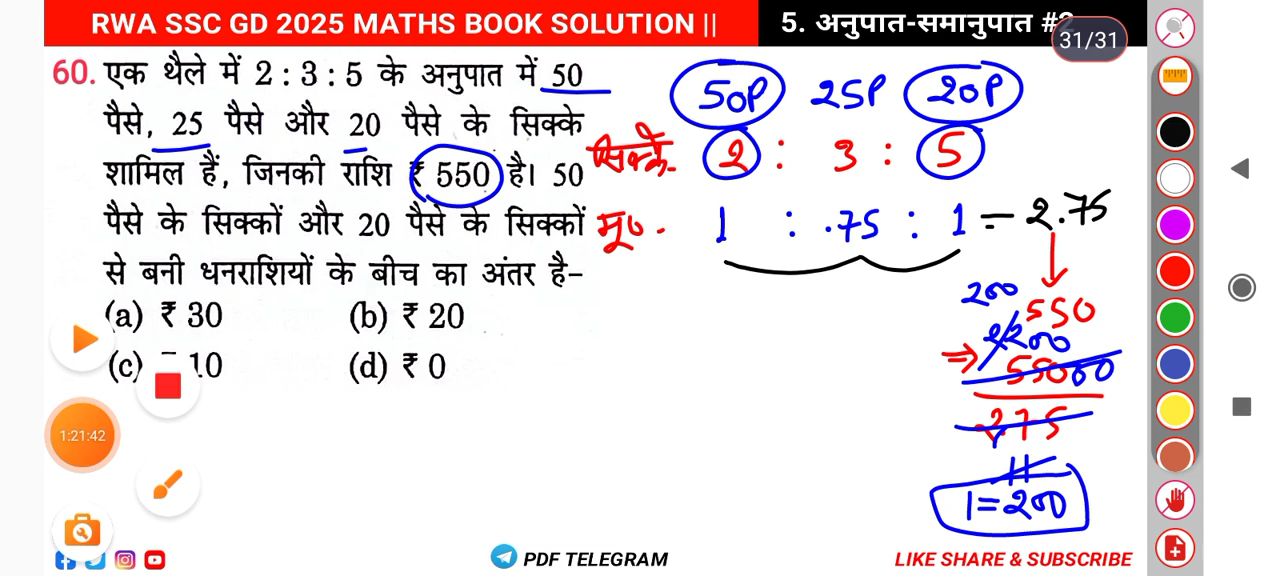 RWA SSC GD 2025 MATHS BOOK SOLUTION ||
5. अनुपात-समानुपात #2
31/31
60. एक थैले में 2 : 3 : 5 के अनुपात में 50
पैसे, 25 पैसे और 20 पैसे के सिक्के
शामिल हैं, जिनकी राशि ₹ 550 है। 50
पैसे के सिक्कों और 20 पैसे के सिक्कों
से बनी धनराशियों के बीच का अंतर है–
(a) ₹ 30 (b) ₹ 20
(c) 10 (d) ₹ 0
50P 25P 20P
सिक्के- 2 : 3 : 5
मू० - 1 : .75 : 1 = 2.75
550
200
2200
⇒ 55000
275
11
1=200
1:21:42
PDF TELEGRAM
LIKE SHARE & SUBSCRIBE